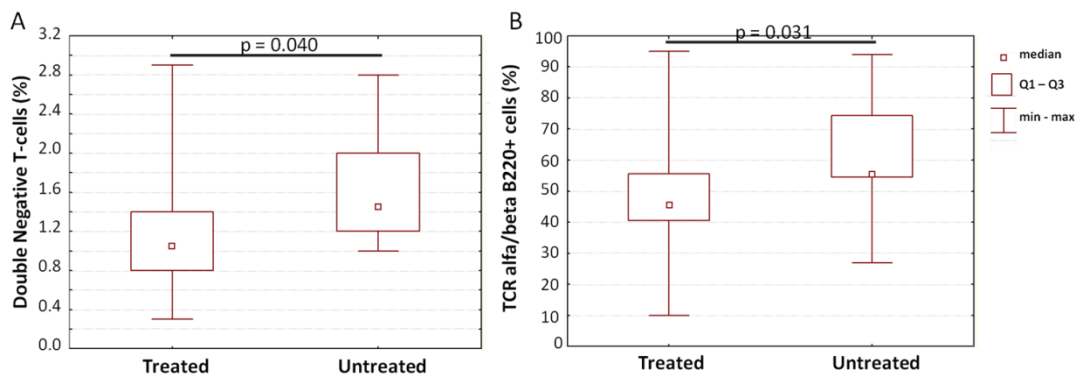 A
p = 0.040
Double Negative T-cells (%)
3.2
2.8
2.4
2.0
1.6
1.2
0.8
0.4
0.0
Treated
Untreated
B
p = 0.031
TCR alfa/beta B220+ cells (%)
100
90
80
70
60
50
40
30
20
10
0
Treated
Untreated
median
Q1 – Q3
min - max